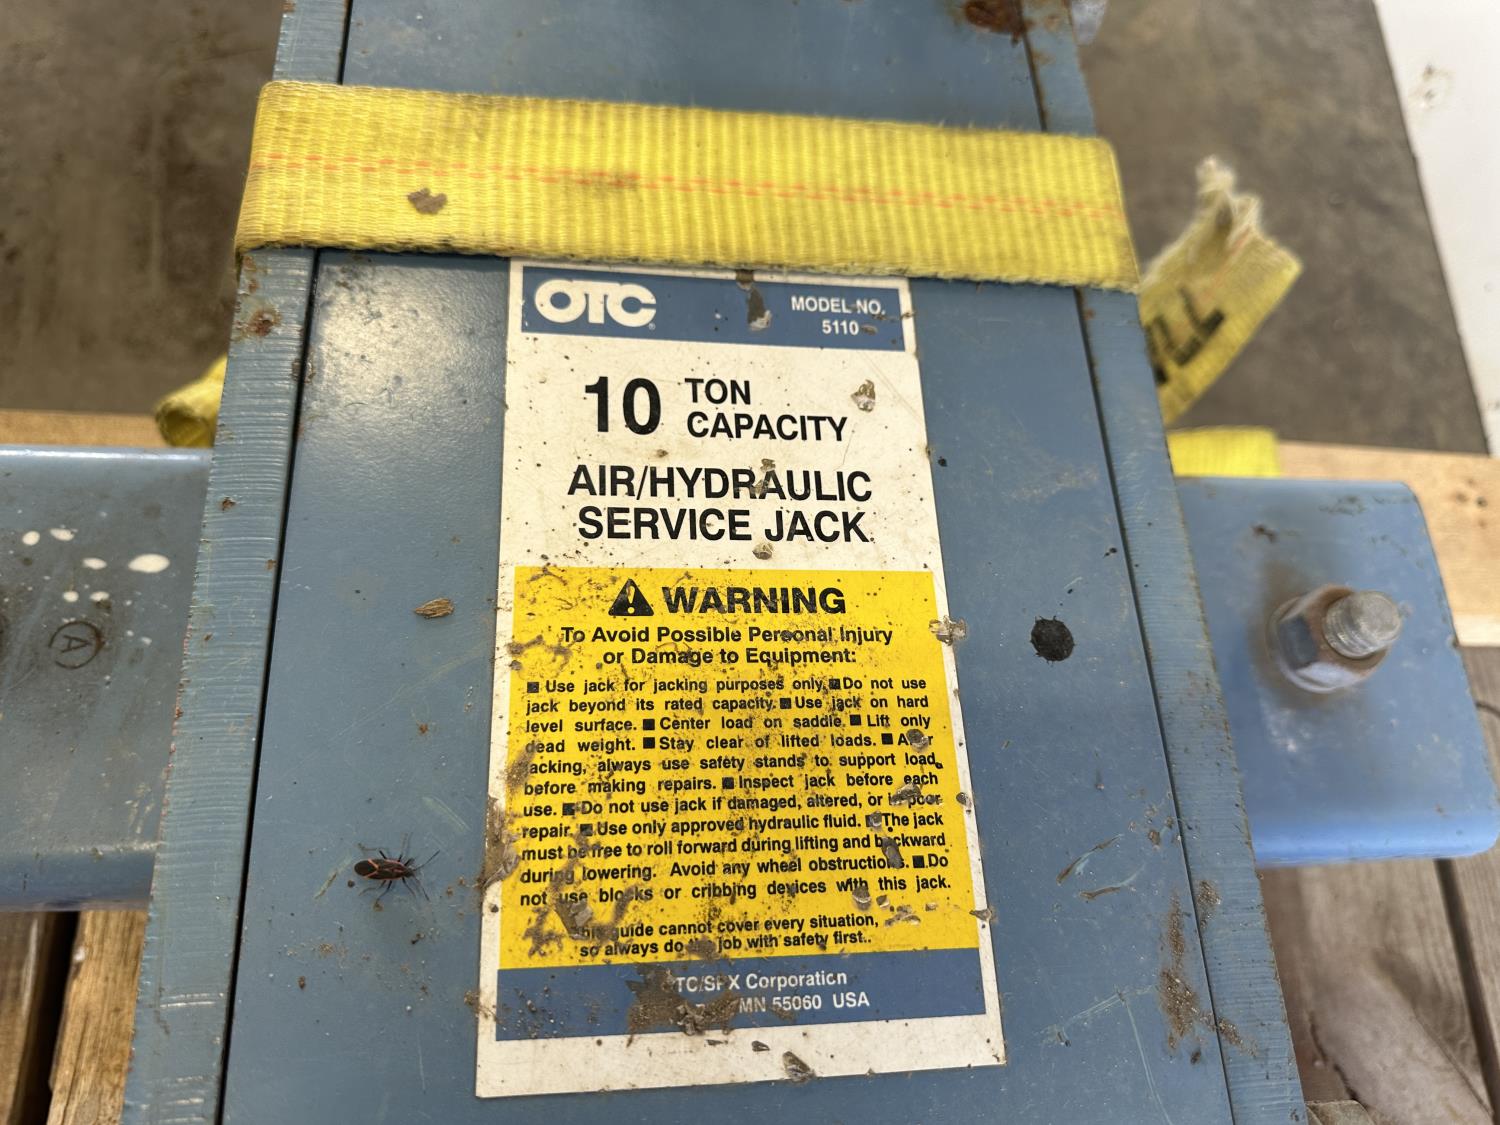 OTC
MODEL NO.
5110
10 TON
CAPACITY
AIR/HYDRAULIC
SERVICE JACK
WARNING
To Avoid Possible Personal Injury
or Damage to Equipment:
■ Use jack for jacking purposes only. ■ Do not use
jack beyond its rated capacity. ■ Use jack on hard
level surface. ■ Center load on saddle. ■ Lift only
dead weight. ■ Stay clear of lifted loads. ■
always use safety stands to support load
before making repairs. ■ Inspect jack before each
use. ■ Do not use jack if damaged, altered, or in poor
repair. ■ Use only approved hydraulic fluid. ■ The jack
must be free to roll forward during lifting and backward
during lowering. Avoid any wheel obstructions. ■ Do
not use blocks or cribbing devices with this jack.
guide cannot cover every situation,
so always do job with safety first..
Corporation
MN 55060 USA
A